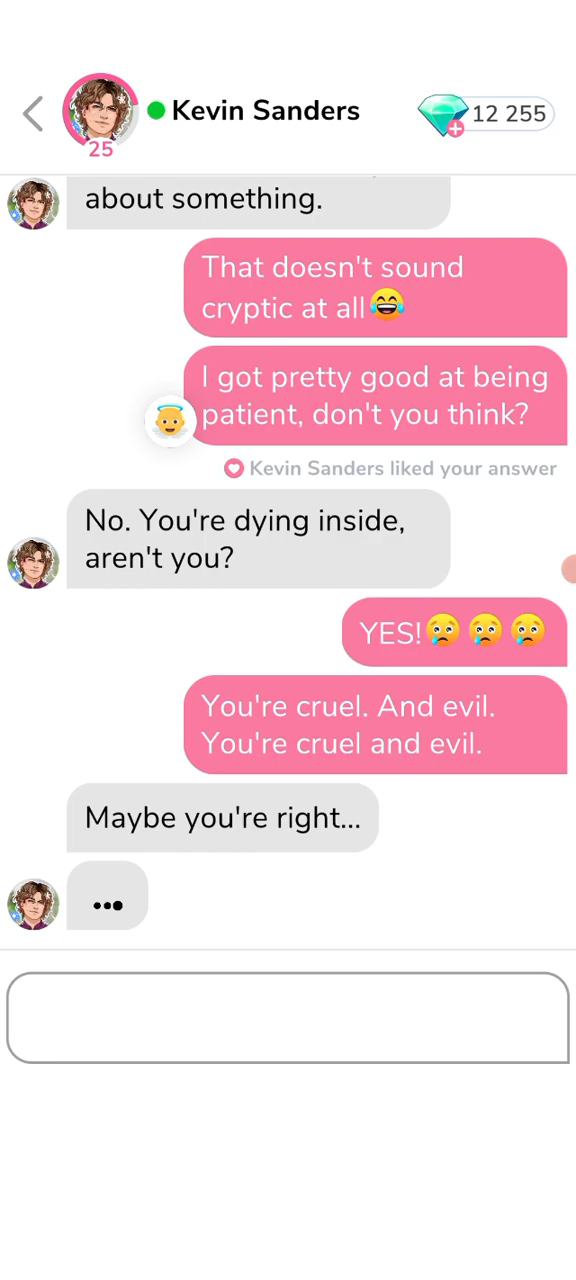 Kevin Sanders
12 255
25
about something.
That doesn't sound
cryptic at all😂
I got pretty good at being
patient, don't you think?
Kevin Sanders liked your answer
No. You're dying inside,
aren't you?
YES!😢😢😢
You're cruel. And evil.
You're cruel and evil.
Maybe you're right...
...